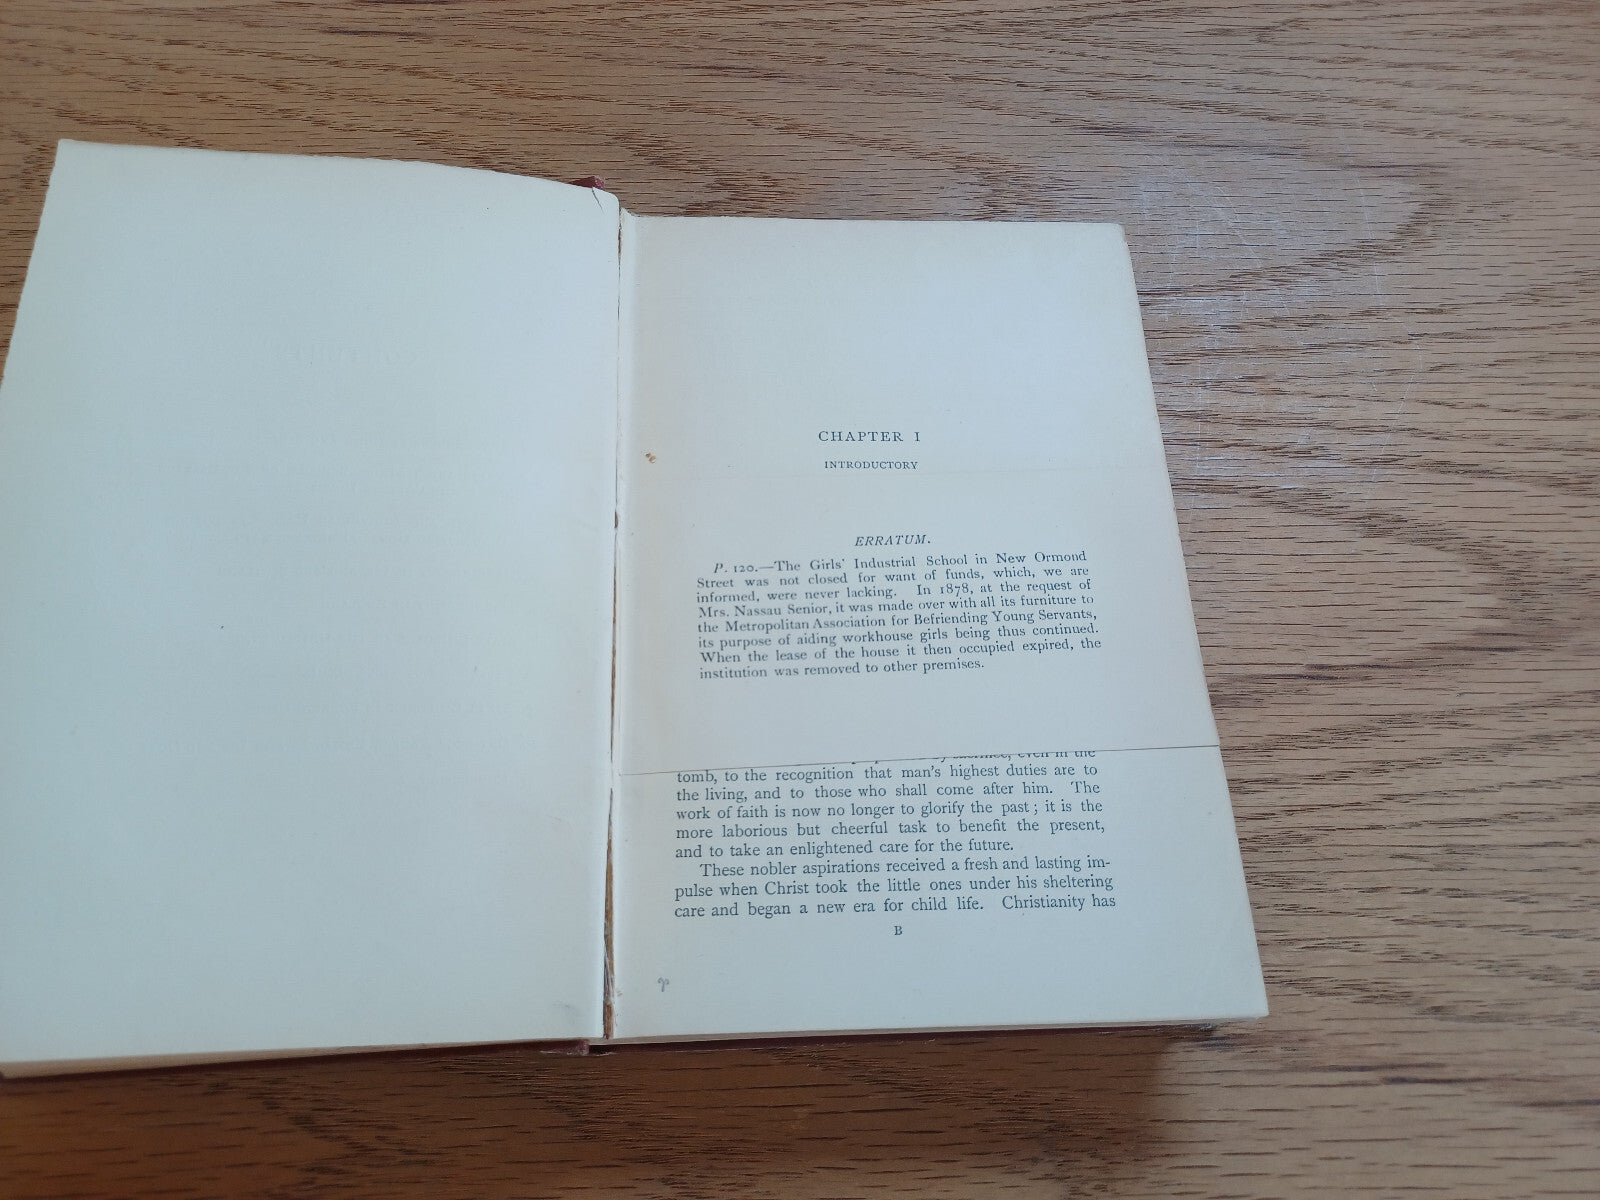 CHAPTER I
INTRODUCTORY
ERRATUM.
P. 120.—The Girls' Industrial School in New Ormond
Street was not closed for want of funds, which, we are
informed, were never lacking. In 1878, at the request of
Mrs. Nassau Senior, it was made over with all its furniture to
the Metropolitan Association for Befriending Young Servants,
its purpose of aiding workhouse girls being thus continued.
When the lease of the house it then occupied expired, the
institution was removed to other premises.
even in the
tomb, to the recognition that man's highest duties are to
the living, and to those who shall come after him. The
work of faith is now no longer to glorify the past; it is the
more laborious but cheerful task to benefit the present,
and to take an enlightened care for the future.
These nobler aspirations received a fresh and lasting im-
pulse when Christ took the little ones under his sheltering
care and began a new era for child life. Christianity has
B